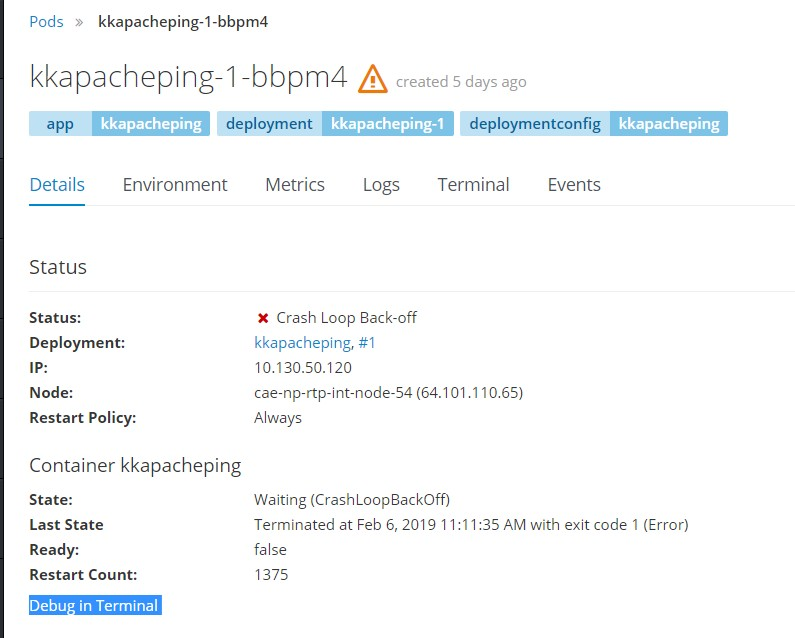 Pods » kkapacheping-1-bbpm4
kkapacheping-1-bbpm4 created 5 days ago
app kkapacheping deployment kkapacheping-1 deploymentconfig kkapacheping
Details Environment Metrics Logs Terminal Events
Status
Status: Crash Loop Back-off
Deployment: kkapacheping, #1
IP: 10.130.50.120
Node: cae-np-rtp-int-node-54 (64.101.110.65)
Restart Policy: Always
Container kkapacheping
State: Waiting (CrashLoopBackOff)
Last State Terminated at Feb 6, 2019 11:11:35 AM with exit code 1 (Error)
Ready: false
Restart Count: 1375
Debug in Terminal